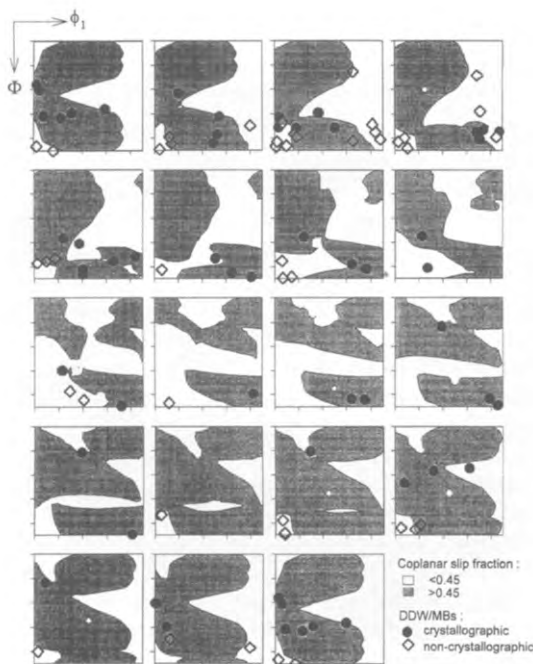 ϕ₁
Φ
Coplanar slip fraction :
<0.45
>0.45
DDW/MBs :
crystallographic
non-crystallographic